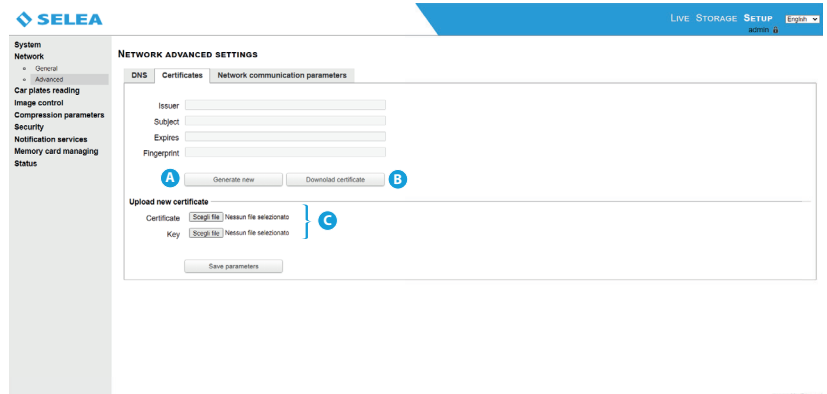 SELEA
LIVE STORAGE SETUP English
admin
System
Network
General
Advanced
Car plates reading
Image control
Compression parameters
Security
Notification services
Memory card managing
Status
NETWORK ADVANCED SETTINGS
DNS Certificates Network communication parameters
Issuer
Subject
Expires
Fingerprint
A Generate new Downolad certificate B
Upload new certificate
Certificate Scegli file Nessun file selezionato
C
Key Scegli file Nessun file selezionato
Save parameters